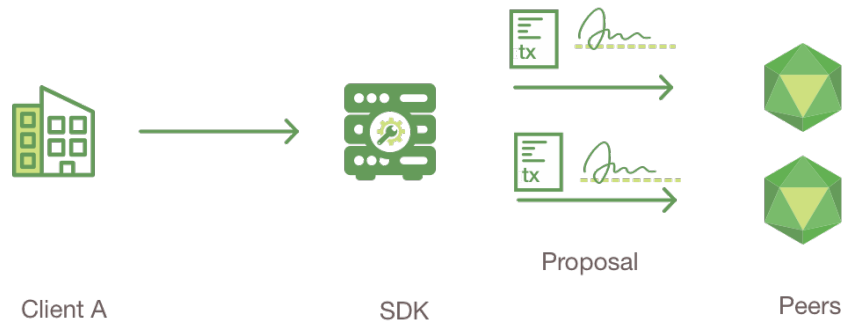 tx
tx
Proposal
Client A
SDK
Peers